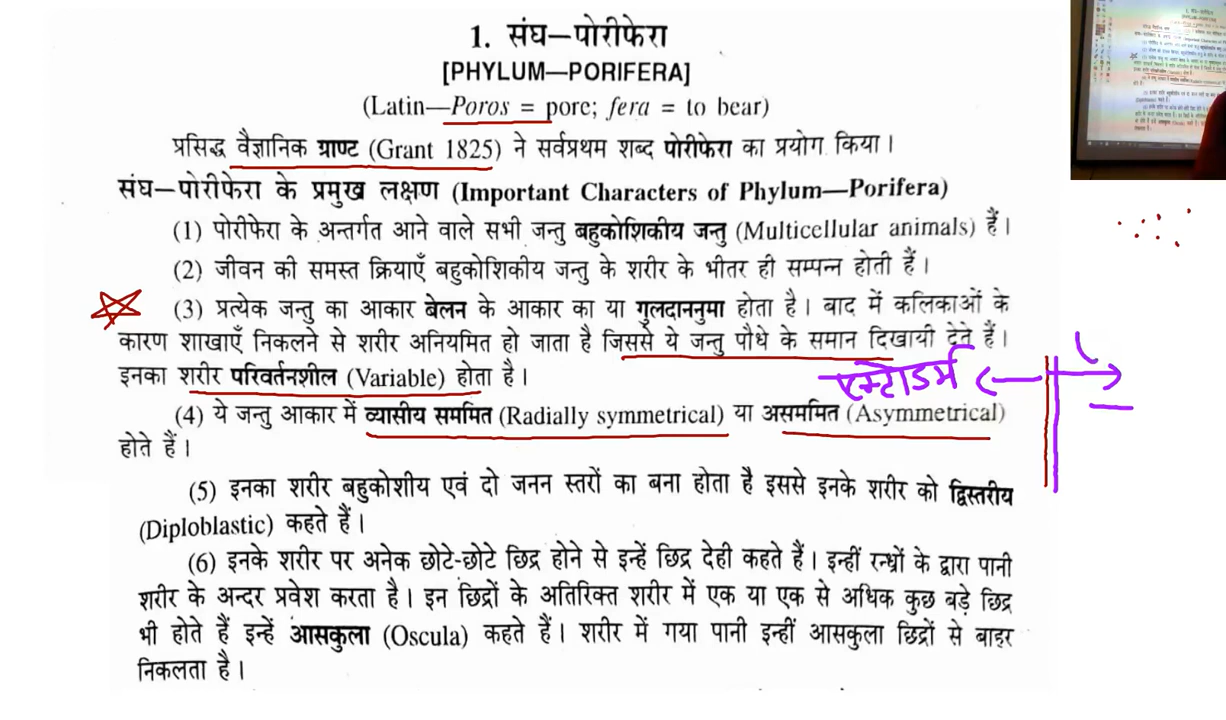 1. संघ—पोरीफेरा
[PHYLUM—PORIFERA]
(Latin—Poros = pore; fera = to bear)
प्रसिद्ध वैज्ञानिक ग्राण्ट (Grant 1825) ने सर्वप्रथम शब्द पोरीफेरा का प्रयोग किया।
संघ—पोरीफेरा के प्रमुख लक्षण (Important Characters of Phylum—Porifera)
(1) पोरीफेरा के अन्तर्गत आने वाले सभी जन्तु बहुकोशिकीय जन्तु (Multicellular animals) हैं।
(2) जीवन की समस्त क्रियाएँ बहुकोशिकीय जन्तु के शरीर के भीतर ही सम्पन्न होती हैं।
(3) प्रत्येक जन्तु का आकार बेलन के आकार का या गुलदाननुमा होता है। बाद में कलिकाओं के
कारण शाखाएँ निकलने से शरीर अनियमित हो जाता है जिससे ये जन्तु पौधे के समान दिखायी देते हैं।
इनका शरीर परिवर्तनशील (Variable) होता है।
एक्टोडर्म
(4) ये जन्तु आकार में व्यासीय सममित (Radially symmetrical) या असममित (Asymmetrical)
होते हैं।
(5) इनका शरीर बहुकोशीय एवं दो जनन स्तरों का बना होता है इससे इनके शरीर को द्विस्तरीय
(Diploblastic) कहते हैं।
(6) इनके शरीर पर अनेक छोटे-छोटे छिद्र होने से इन्हें छिद्र देही कहते हैं। इन्हीं रन्ध्रों के द्वारा पानी
शरीर के अन्दर प्रवेश करता है। इन छिद्रों के अतिरिक्त शरीर में एक या एक से अधिक कुछ बड़े छिद्र
भी होते हैं इन्हें आसकुला (Oscula) कहते हैं। शरीर में गया पानी इन्हीं आसकुला छिद्रों से बाहर
निकलता है।